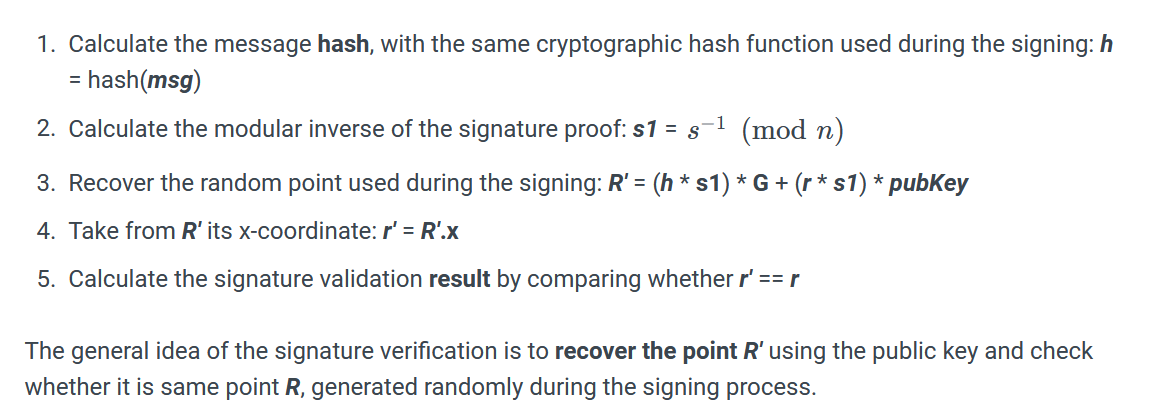 1. Calculate the message hash, with the same cryptographic hash function used during the signing: h
= hash(msg)
2. Calculate the modular inverse of the signature proof: s1 = s⁻¹ (mod n)
3. Recover the random point used during the signing: R' = (h * s1) * G + (r * s1) * pubKey
4. Take from R' its x-coordinate: r' = R'.x
5. Calculate the signature validation result by comparing whether r' == r
The general idea of the signature verification is to recover the point R' using the public key and check
whether it is same point R, generated randomly during the signing process.